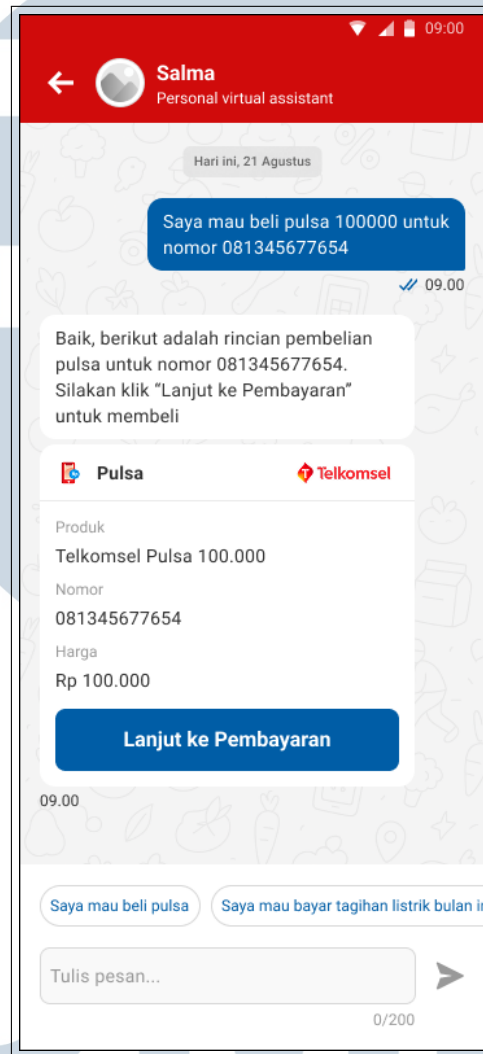 09:00
Salma
Personal virtual assistant
Hari ini, 21 Agustus
Saya mau beli pulsa 100000 untuk
nomor 081345677654
09.00
Baik, berikut adalah rincian pembelian
pulsa untuk nomor 081345677654.
Silakan klik “Lanjut ke Pembayaran”
untuk membeli
Pulsa
Telkomsel
Produk
Telkomsel Pulsa 100.000
Nomor
081345677654
Harga
Rp 100.000
Lanjut ke Pembayaran
09.00
Saya mau beli pulsa
Saya mau bayar tagihan listrik bulan
Tulis pesan...
0/200